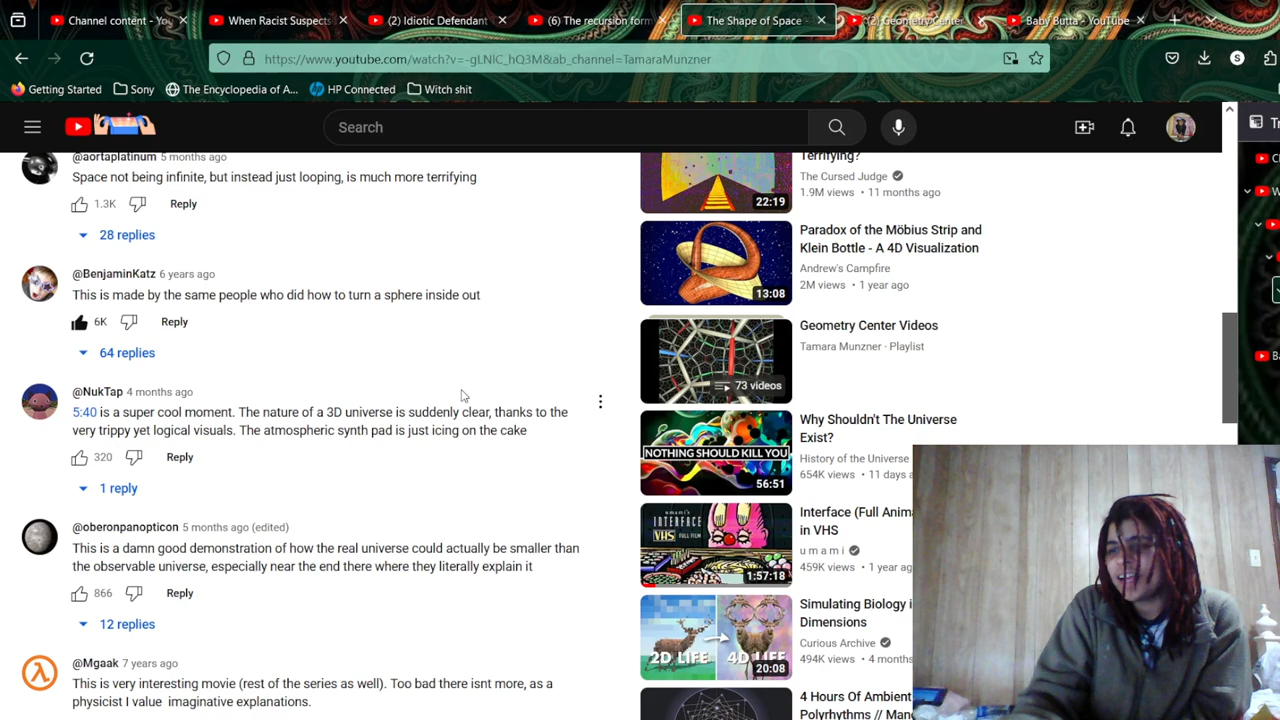 Channel content - You
When Racist Suspects
(2) Idiotic Defendant
(6) The recursion form
The Shape of Space -
(2) Geometry Center
Baby Butta - YouTube
https://www.youtube.com/watch?v=-gLNlC_hQ3M&ab_channel=TamaraMunzner
Getting Started
Sony
The Encyclopedia of A...
HP Connected
Witch shit
Search
@aortaplatinum 5 months ago
Space not being infinite, but instead just looping, is much more terrifying
1.3K Reply
28 replies
@BenjaminKatz 6 years ago
This is made by the same people who did how to turn a sphere inside out
6K Reply
64 replies
@NukTap 4 months ago
5:40 is a super cool moment. The nature of a 3D universe is suddenly clear, thanks to the
very trippy yet logical visuals. The atmospheric synth pad is just icing on the cake
320 Reply
1 reply
@oberonpanopticon 5 months ago (edited)
This is a damn good demonstration of how the real universe could actually be smaller than
the observable universe, especially near the end there where they literally explain it
866 Reply
12 replies
@Mgaak 7 years ago
This is very interesting movie (rest of the series as well). Too bad there isnt more, as a
physicist I value imaginative explanations.
Terrifying?
The Cursed Judge
1.9M views • 11 months ago
22:19
Paradox of the Möbius Strip and
Klein Bottle - A 4D Visualization
Andrew's Campfire
2M views • 1 year ago
13:08
Geometry Center Videos
Tamara Munzner · Playlist
73 videos
Why Shouldn't The Universe
Exist?
History of the Universe
654K views • 11 days a
NOTHING SHOULD KILL YOU
56:51
Interface (Full Anima
in VHS
u m a m i
459K views • 1 year ag
umami's
INTERFACE
VHS FULL FILM
1:57:18
Simulating Biology i
Dimensions
Curious Archive
494K views • 4 months
2D LIFE
4D LIFE
20:08
4 Hours Of Ambient
Polyrhythms // Mand